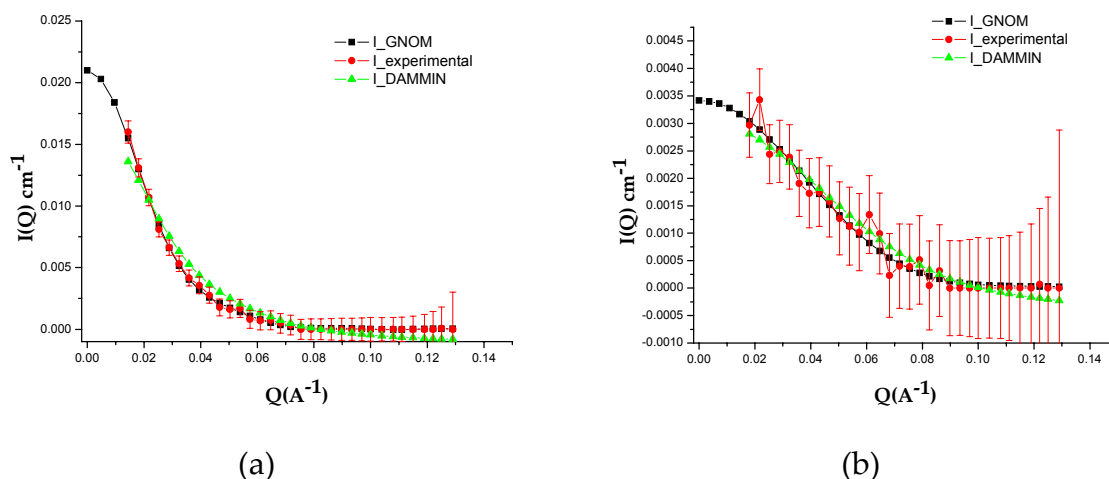 0.025
0.020
0.015
0.010
0.005
0.000
I(Q) cm-1
I_GNOM
I_experimental
I_DAMMIN
0.00 0.02 0.04 0.06 0.08 0.10 0.12 0.14
Q(A-1)
(a)
0.0045
0.0040
0.0035
0.0030
0.0025
0.0020
0.0015
0.0010
0.0005
0.0000
-0.0005
-0.0010
I(Q) cm-1
I_GNOM
I_experimental
I_DAMMIN
0.00 0.02 0.04 0.06 0.08 0.10 0.12 0.14
Q(A-1)
(b)